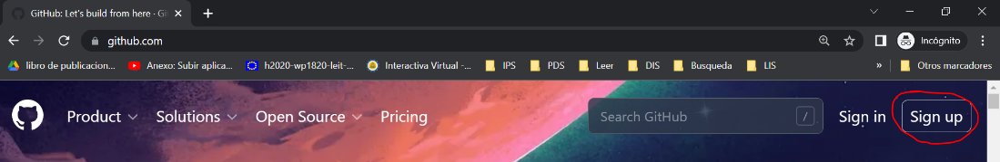 GitHub: Let's build from here · Git
github.com
Incógnito
libro de publicacion...
Anexo: Subir aplica...
h2020-wp1820-leit-...
Interactiva Virtual -...
IPS
PDS
Leer
DIS
Busqueda
LIS
»
Otros marcadores
Product
Solutions
Open Source
Pricing
Search GitHub
/
Sign in
Sign up